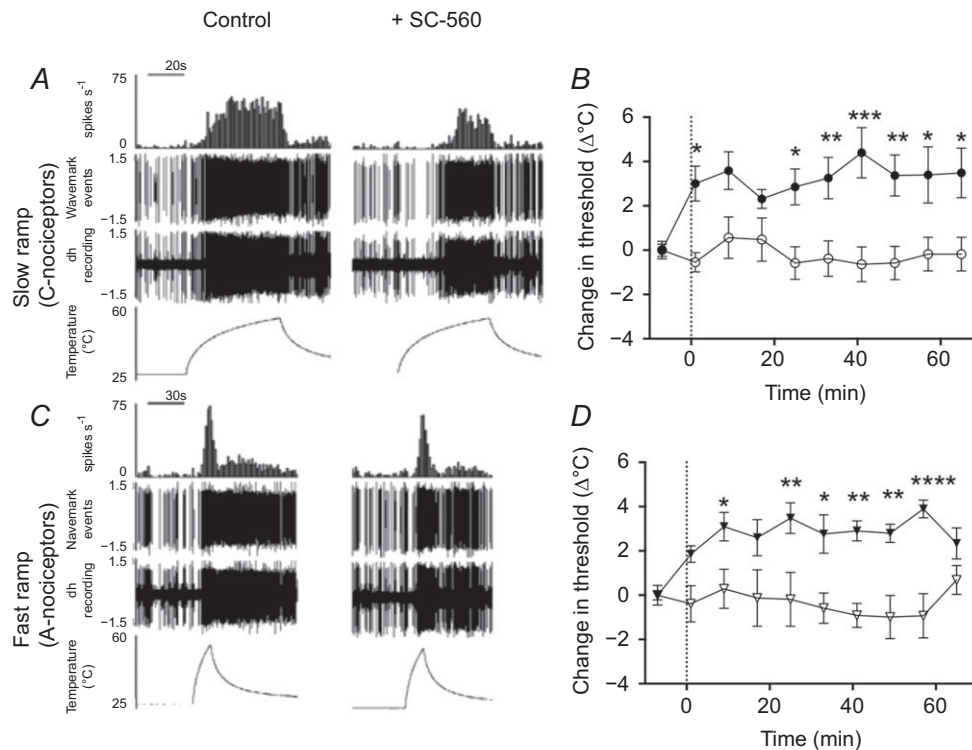 Control
+ SC-560
A
20s
75
spikes s⁻¹
0
1.5
Wavemark
events
−1.5
1.5
dh
recording
−1.5
60
Temperature
(°C)
25
Slow ramp
(C-nociceptors)
B
Change in threshold (Δ°C)
6
4
2
0
−2
−4
* * ** *** ** * *
0 20 40 60
Time (min)
C
30s
75
spikes s⁻¹
0
1.5
Navemark
events
−1.5
1.5
dh
recording
−1.5
60
Temperature
(°C)
25
Fast ramp
(A-nociceptors)
D
Change in threshold (Δ°C)
6
4
2
0
−2
−4
* ** * ** ** ****
0 20 40 60
Time (min)